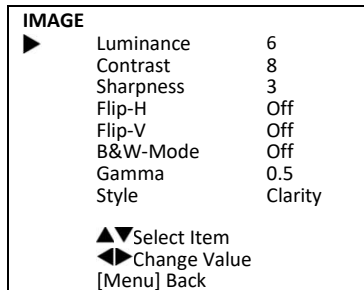 IMAGE
▶ Luminance 6
Contrast 8
Sharpness 3
Flip-H Off
Flip-V Off
B&W-Mode Off
Gamma 0.5
Style Clarity
▲▼Select Item
◀▶Change Value
[Menu] Back